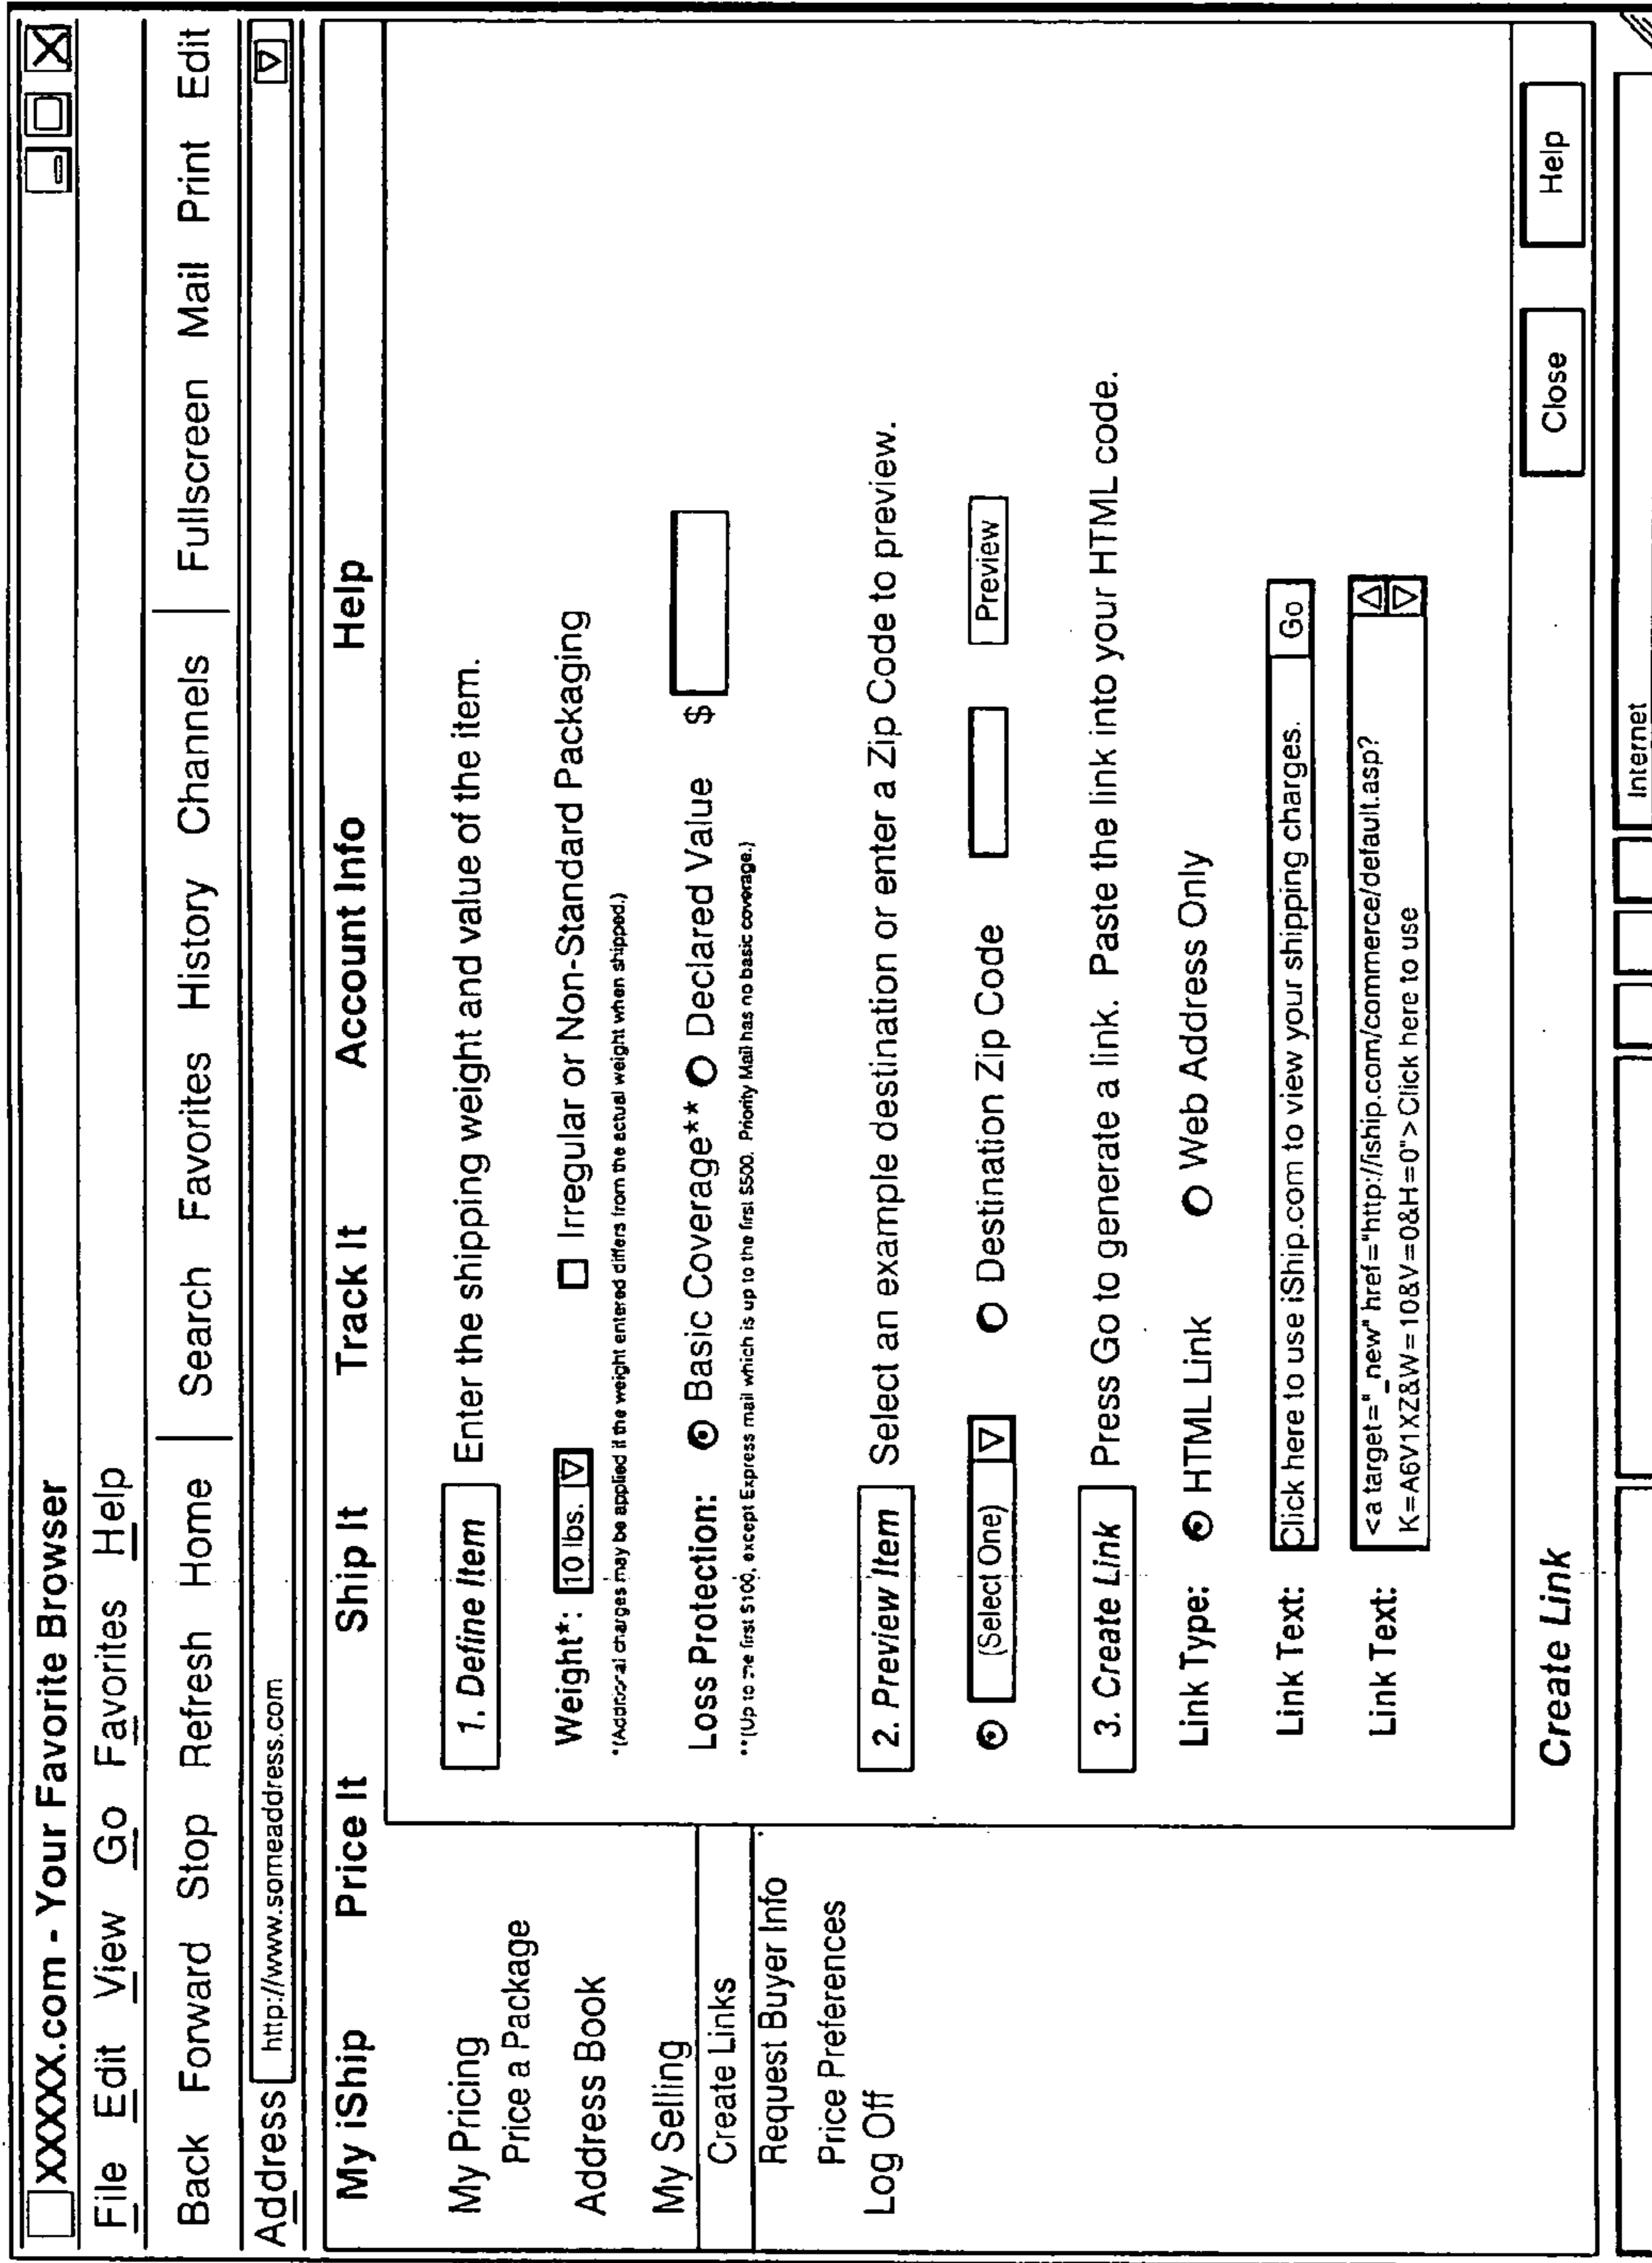 XXXXX.com - Your Favorite Browser
File Edit View Go Favorites Help
Back Forward Stop Refresh Home Search Favorites History Channels Fullscreen Mail Print Edit
Address http://www.someaddress.com
My iShip Price It Ship It Track It Account Info Help
My Pricing
Price a Package
Address Book
My Selling
Create Links
Request Buyer Info
Price Preferences
Log Off
1. Define Item Enter the shipping weight and value of the item.
Weight*: 10 lbs. Irregular or Non-Standard Packaging
*(Additional charges may be applied if the weight entered differs from the actual weight when shipped.)
Loss Protection: Basic Coverage** Declared Value $
**(Up to the first $100, except Express mail which is up to the first $500. Priority Mail has no basic coverage.)
2. Preview Item Select an example destination or enter a Zip Code to preview.
(Select One) Destination Zip Code Preview
3. Create Link Press Go to generate a link. Paste the link into your HTML code.
Link Type: HTML Link Web Address Only
Link Text: Click here to use iShip.com to view your shipping charges. Go
Link Text: <a target="_new" href="http://iship.com/commerce/default.asp?
K=A6V1XZ&W=10&V=0&H=0">Click here to use
Create Link Close Help
Internet